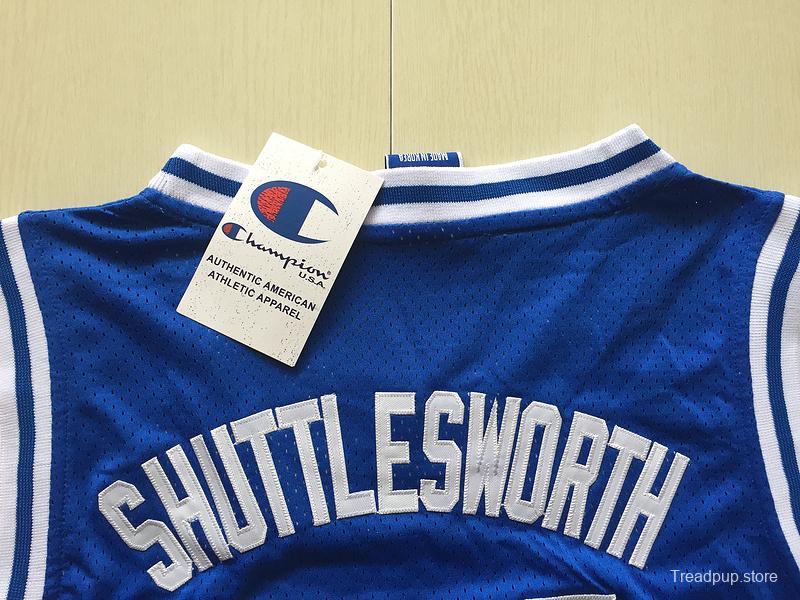 MADE IN KOREA
Champion®
U.S.A.
AUTHENTIC AMERICAN
ATHLETIC APPAREL
SHUTTLESWORTH
Treadpup.store